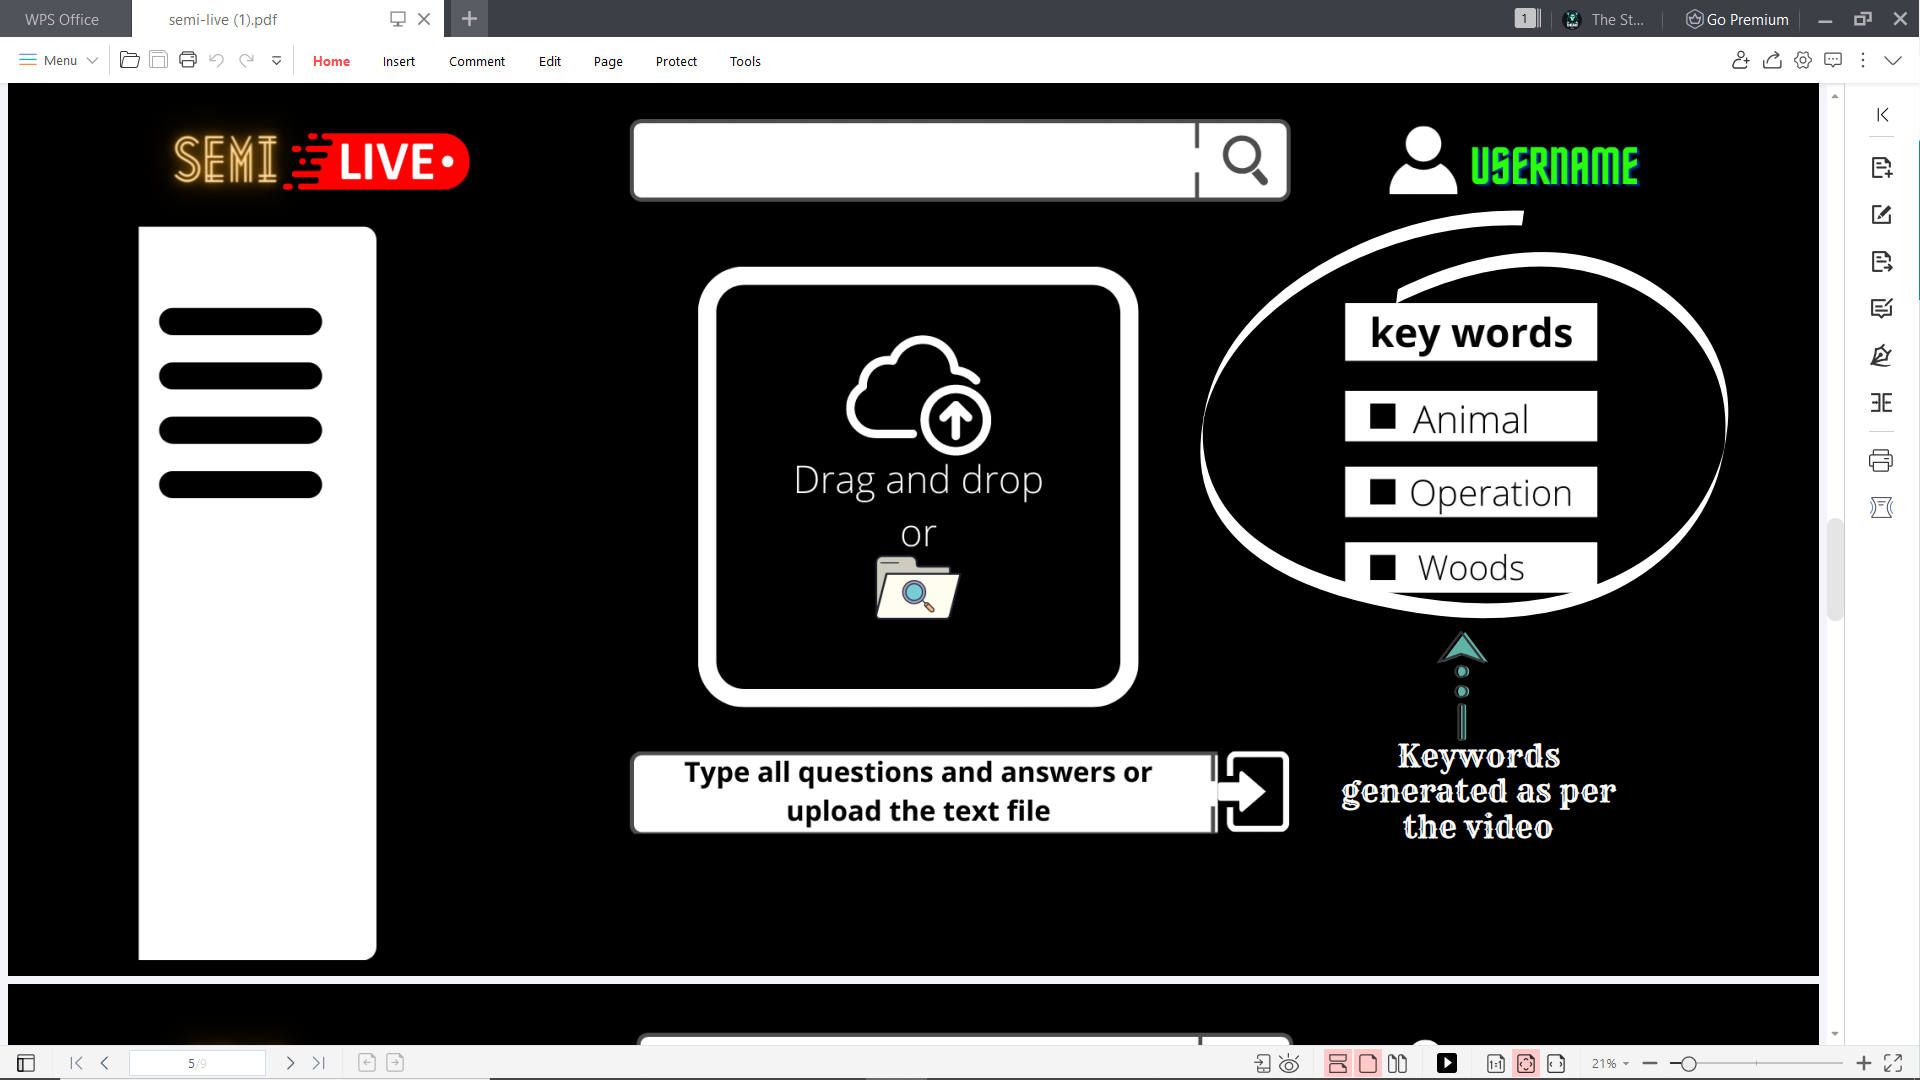 WPS Office
semi-live (1).pdf
1
The St...
Go Premium
Menu
Home
Insert
Comment
Edit
Page
Protect
Tools
SEMI LIVE
USERNAME
key words
Animal
Operation
Woods
Drag and drop
or
Type all questions and answers or
upload the text file
Keywords
generated as per
the video
5/9
1:1
21%